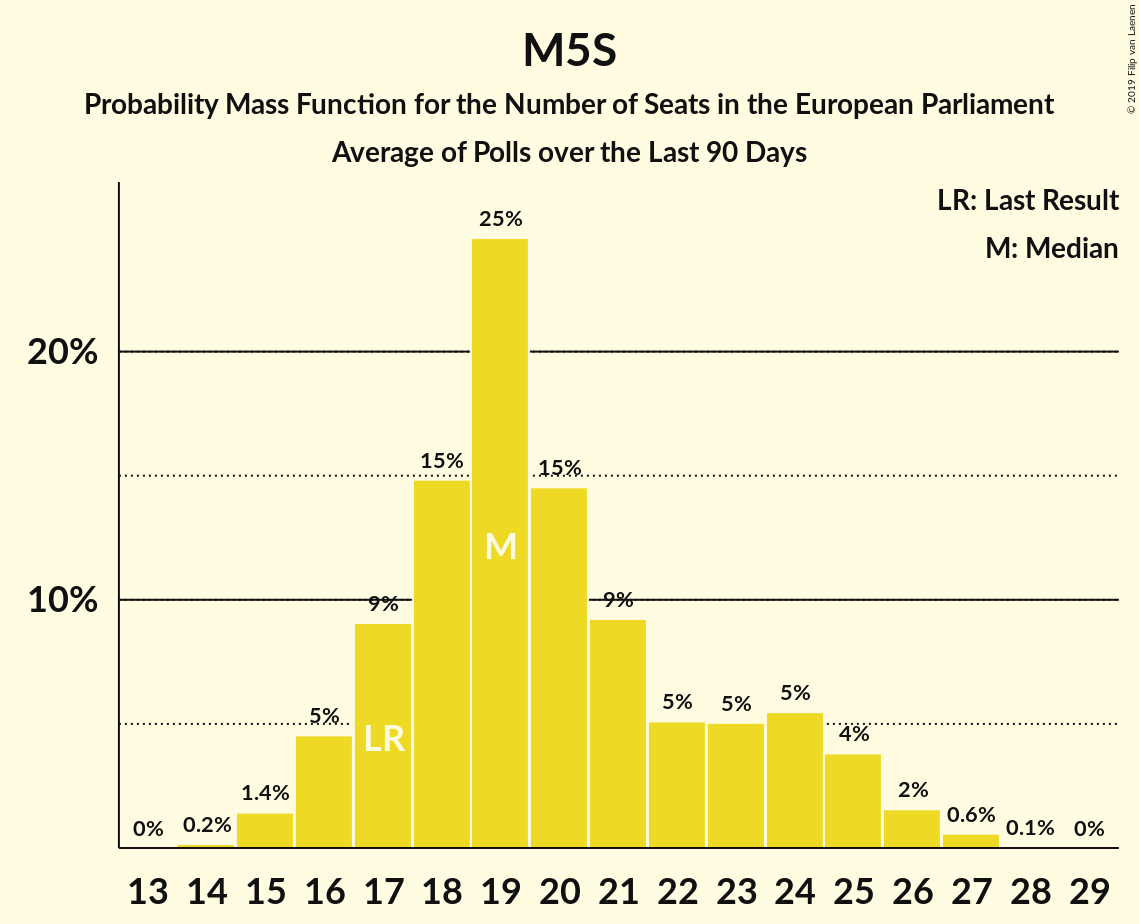 M5S
Probability Mass Function for the Number of Seats in the European Parliament
Average of Polls over the Last 90 Days
© 2019 Filip van Laenen
LR: Last Result
M: Median
20%
10%
0%
0.2%
1.4%
5%
9%
15%
25%
15%
9%
5%
5%
5%
4%
2%
0.6%
0.1%
0%
LR
M
13 14 15 16 17 18 19 20 21 22 23 24 25 26 27 28 29